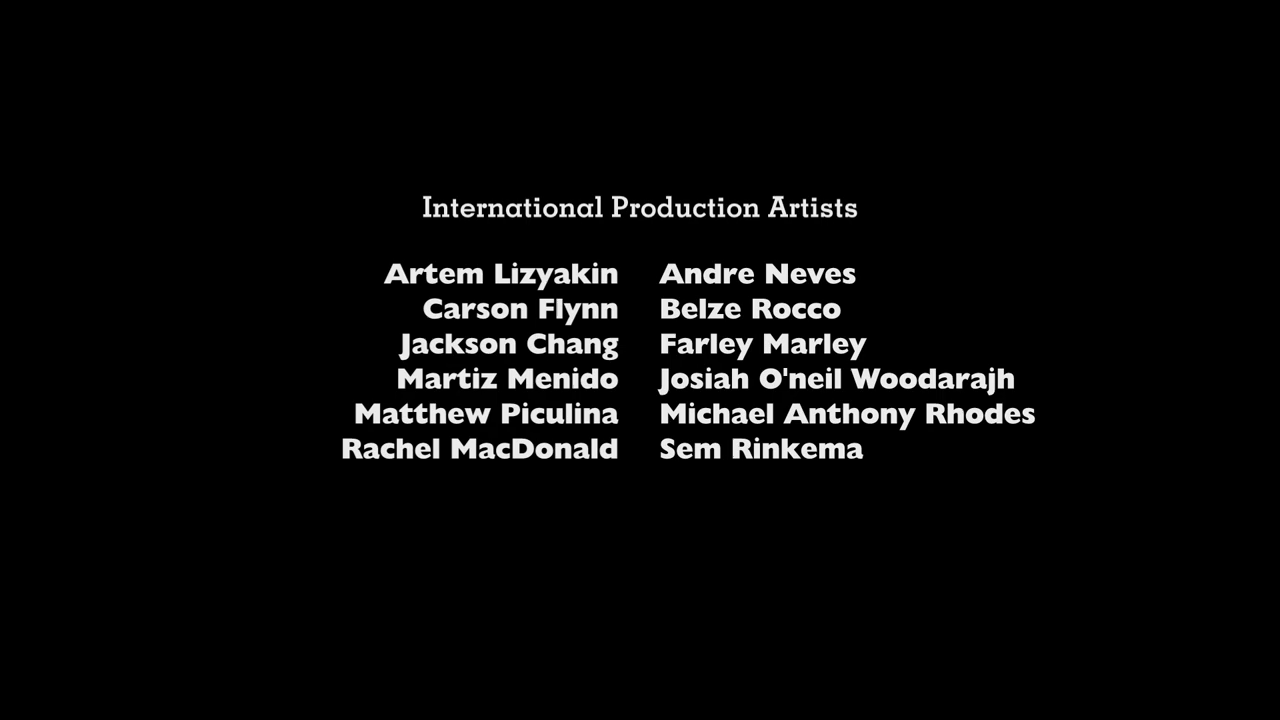 International Production Artists
Artem Lizyakin Andre Neves
Carson Flynn Belze Rocco
Jackson Chang Farley Marley
Martiz Menido Josiah O'neil Woodarajh
Matthew Piculina Michael Anthony Rhodes
Rachel MacDonald Sem Rinkema